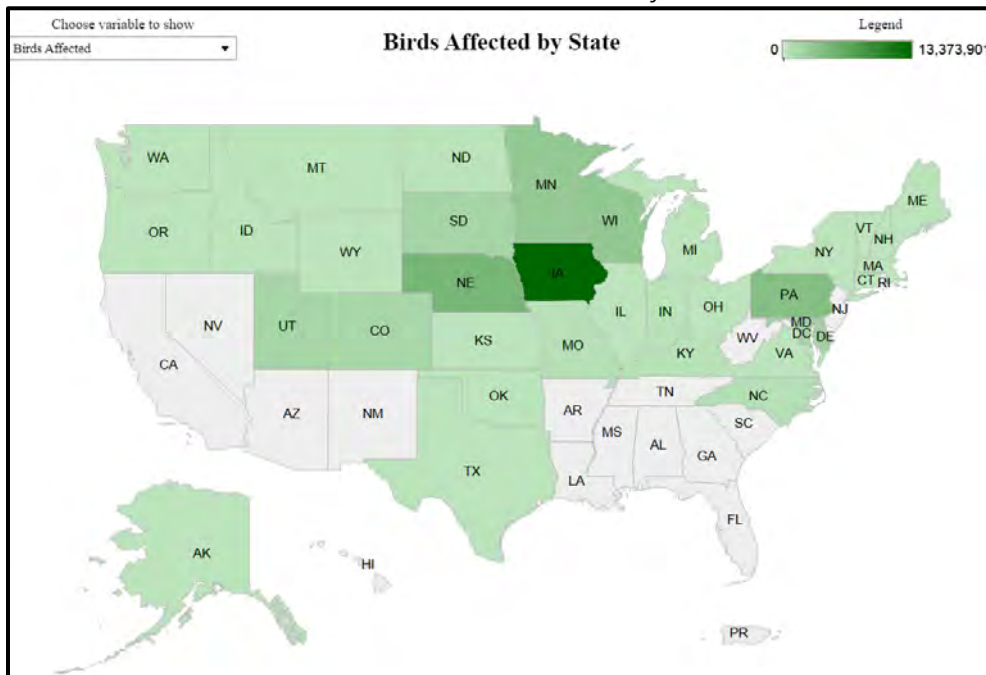 Choose variable to show
Birds Affected
Birds Affected by State
Legend
0
13,373,901
WA
MT
ND
MN
ME
OR
ID
WY
SD
WI
MI
NY
VT
NH
MA
CT
RI
NE
IA
PA
NJ
NV
UT
CO
IL
IN
OH
MD
DC
DE
WV
VA
CA
KS
MO
KY
AZ
NM
OK
AR
TN
NC
SC
MS
AL
GA
TX
LA
FL
AK
HI
PR